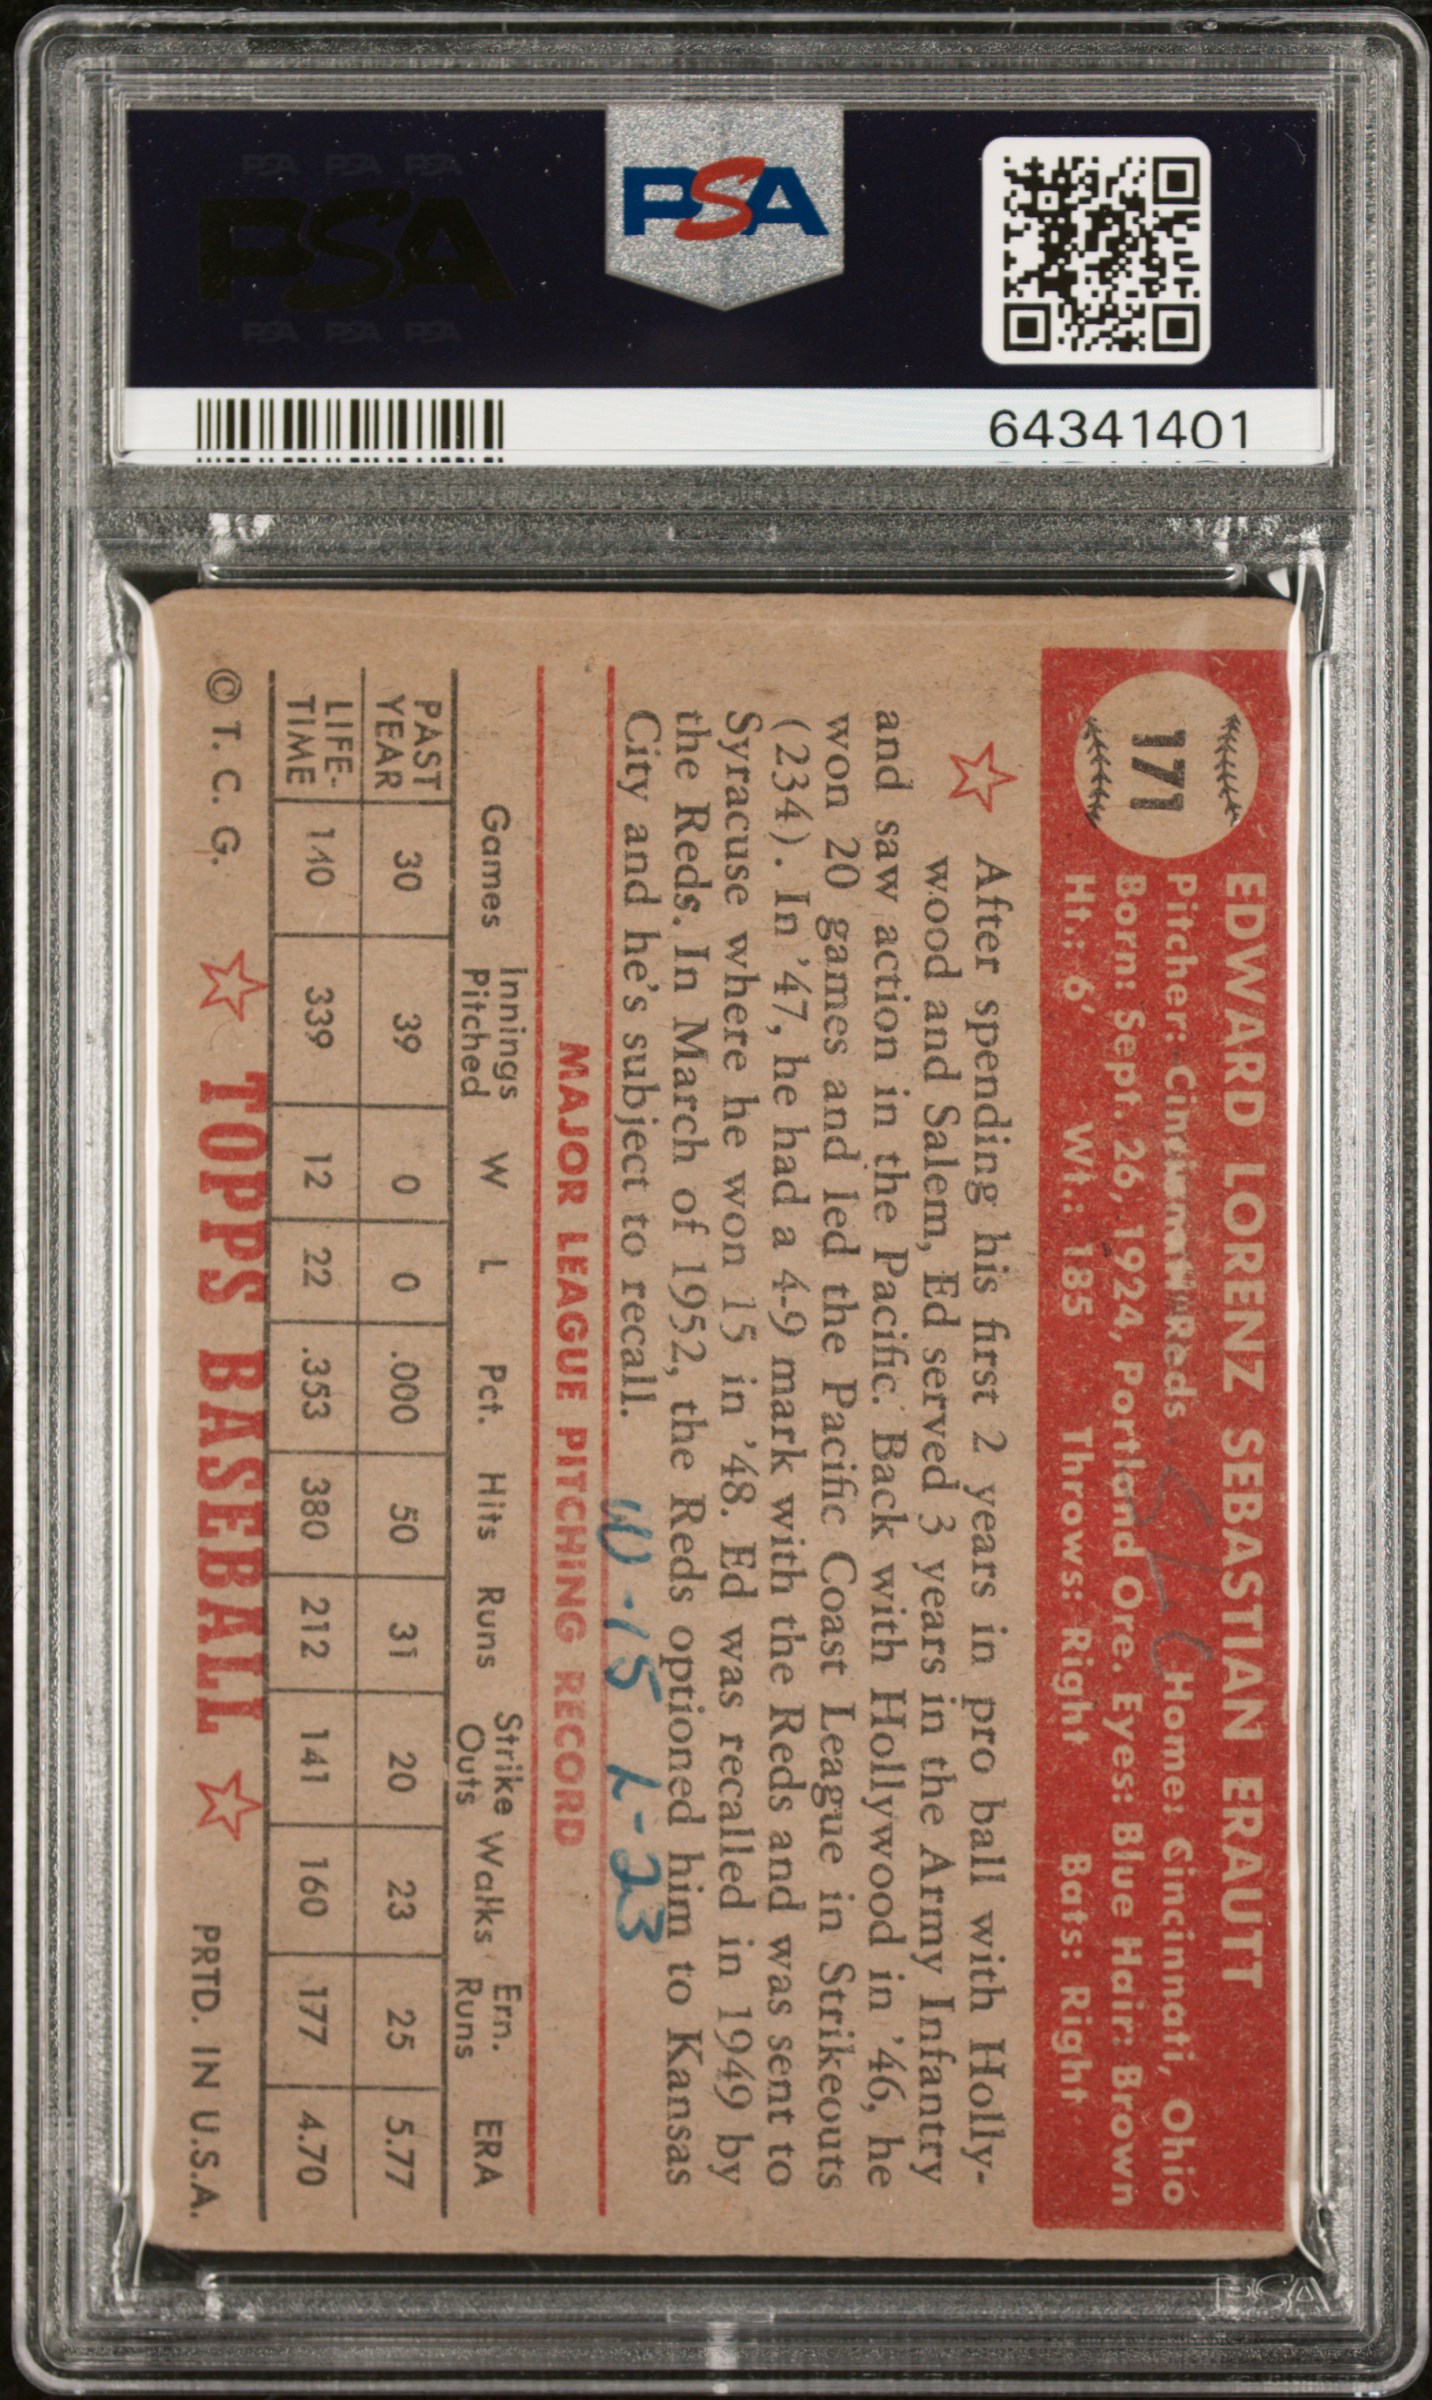 PSA PSA PSA
PSA
PSA PSA PSA
PSA
64341401
171
EDWARD LORENZ SEBASTIAN ERAUTT
Pitcher: Cincinnati Reds StL C Home: Cincinnati, Ohio
Born: Sept. 26, 1924, Portland Ore. Eyes: Blue Hair: Brown
Ht.: 6' Wt.: 185 Throws: Right Bats: Right
After spending his first 2 years in pro ball with Holly-
wood and Salem, Ed served 3 years in the Army Infantry
and saw action in the Pacific. Back with Hollywood in '46, he
won 20 games and led the Pacific Coast League in Strikeouts
(234). In '47, he had a 4-9 mark with the Reds and was sent to
Syracuse where he won 15 in '48. Ed was recalled in 1949 by
the Reds. In March of 1952, the Reds optioned him to Kansas
City and he's subject to recall.
W-15 L-23
MAJOR LEAGUE PITCHING RECORD
Games Innings Pitched W L Pct. Hits Runs Strike Outs Walks Ern. Runs ERA
PAST YEAR 30 39 0 0 .000 50 31 20 23 25 5.77
LIFE-TIME 140 339 12 22 .353 380 212 141 160 177 4.70
© T. C. G. TOPPS BASEBALL PRTD. IN U.S.A.
PSA